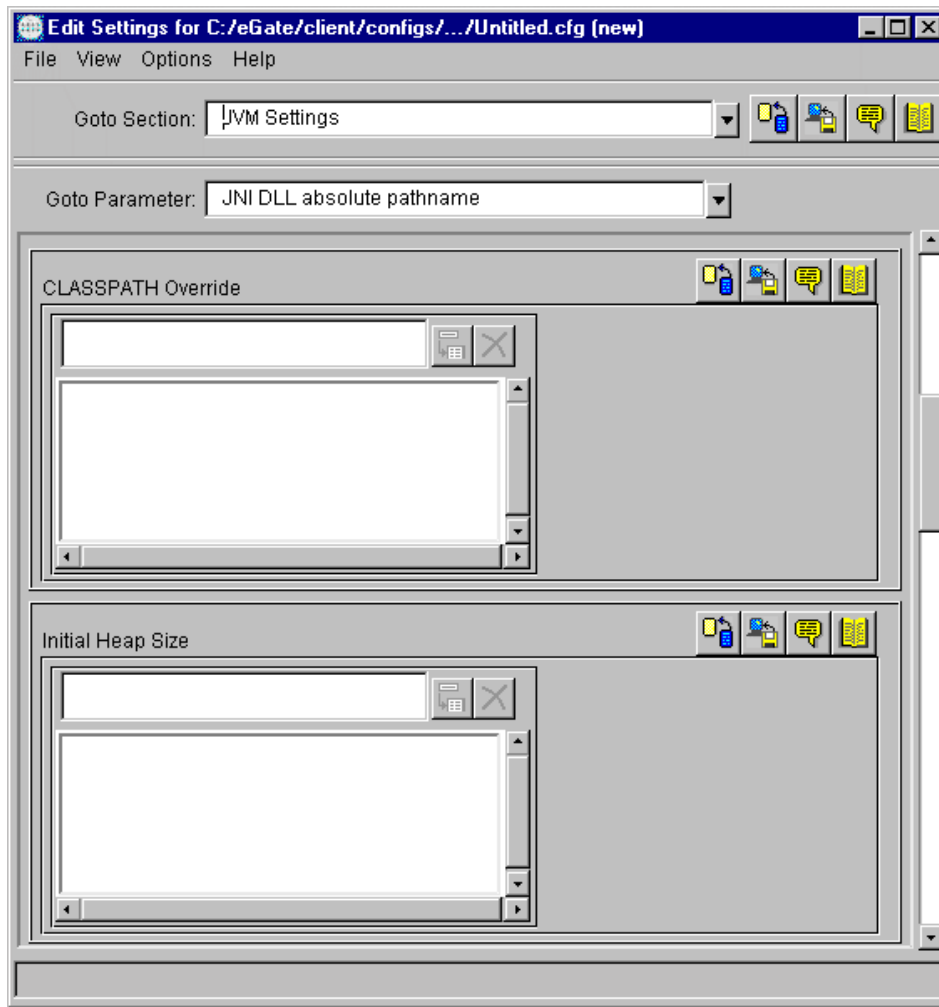 Edit Settings for C:/eGate/client/configs/.../Untitled.cfg (new)
File View Options Help
Goto Section: JVM Settings
Goto Parameter: JNI DLL absolute pathname
CLASSPATH Override
Initial Heap Size